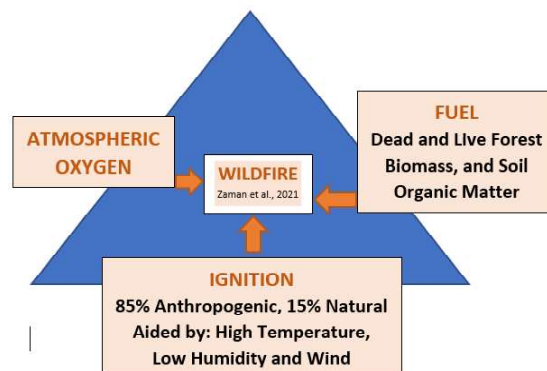 ATMOSPHERIC
OXYGEN
FUEL
Dead and LIve Forest
Biomass, and Soil
Organic Matter
WILDFIRE
Zaman et al., 2021
IGNITION
85% Anthropogenic, 15% Natural
Aided by: High Temperature,
Low Humidity and Wind